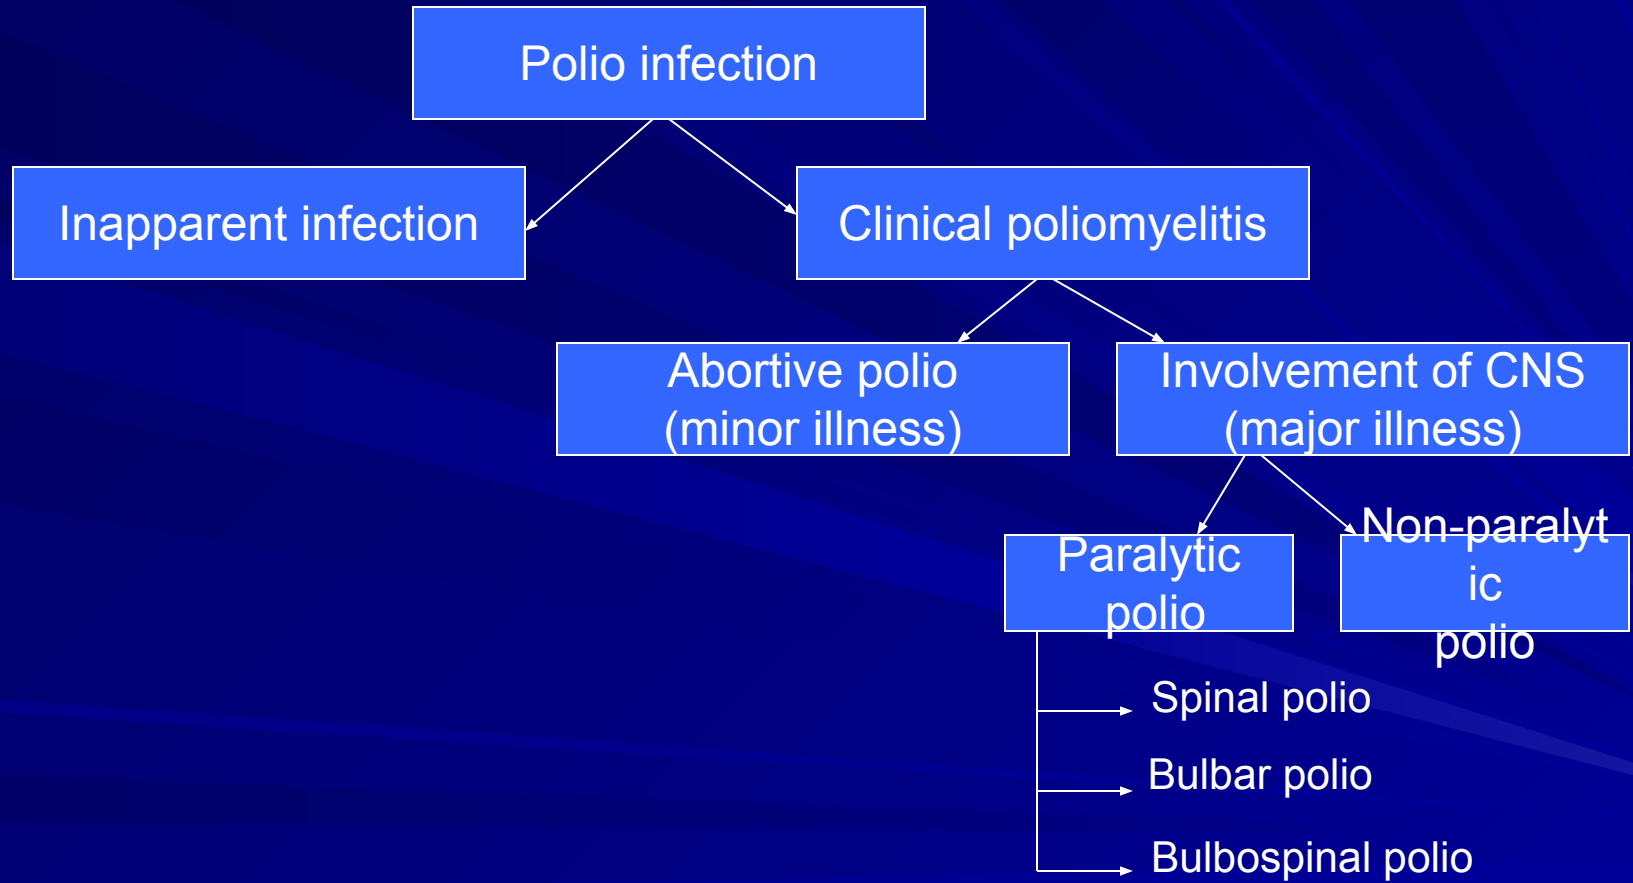 Polio infection
Inapparent infection
Clinical poliomyelitis
Abortive polio
(minor illness)
Involvement of CNS
(major illness)
Paralytic
polio
Non-paralyt
ic
polio
Spinal polio
Bulbar polio
Bulbospinal polio